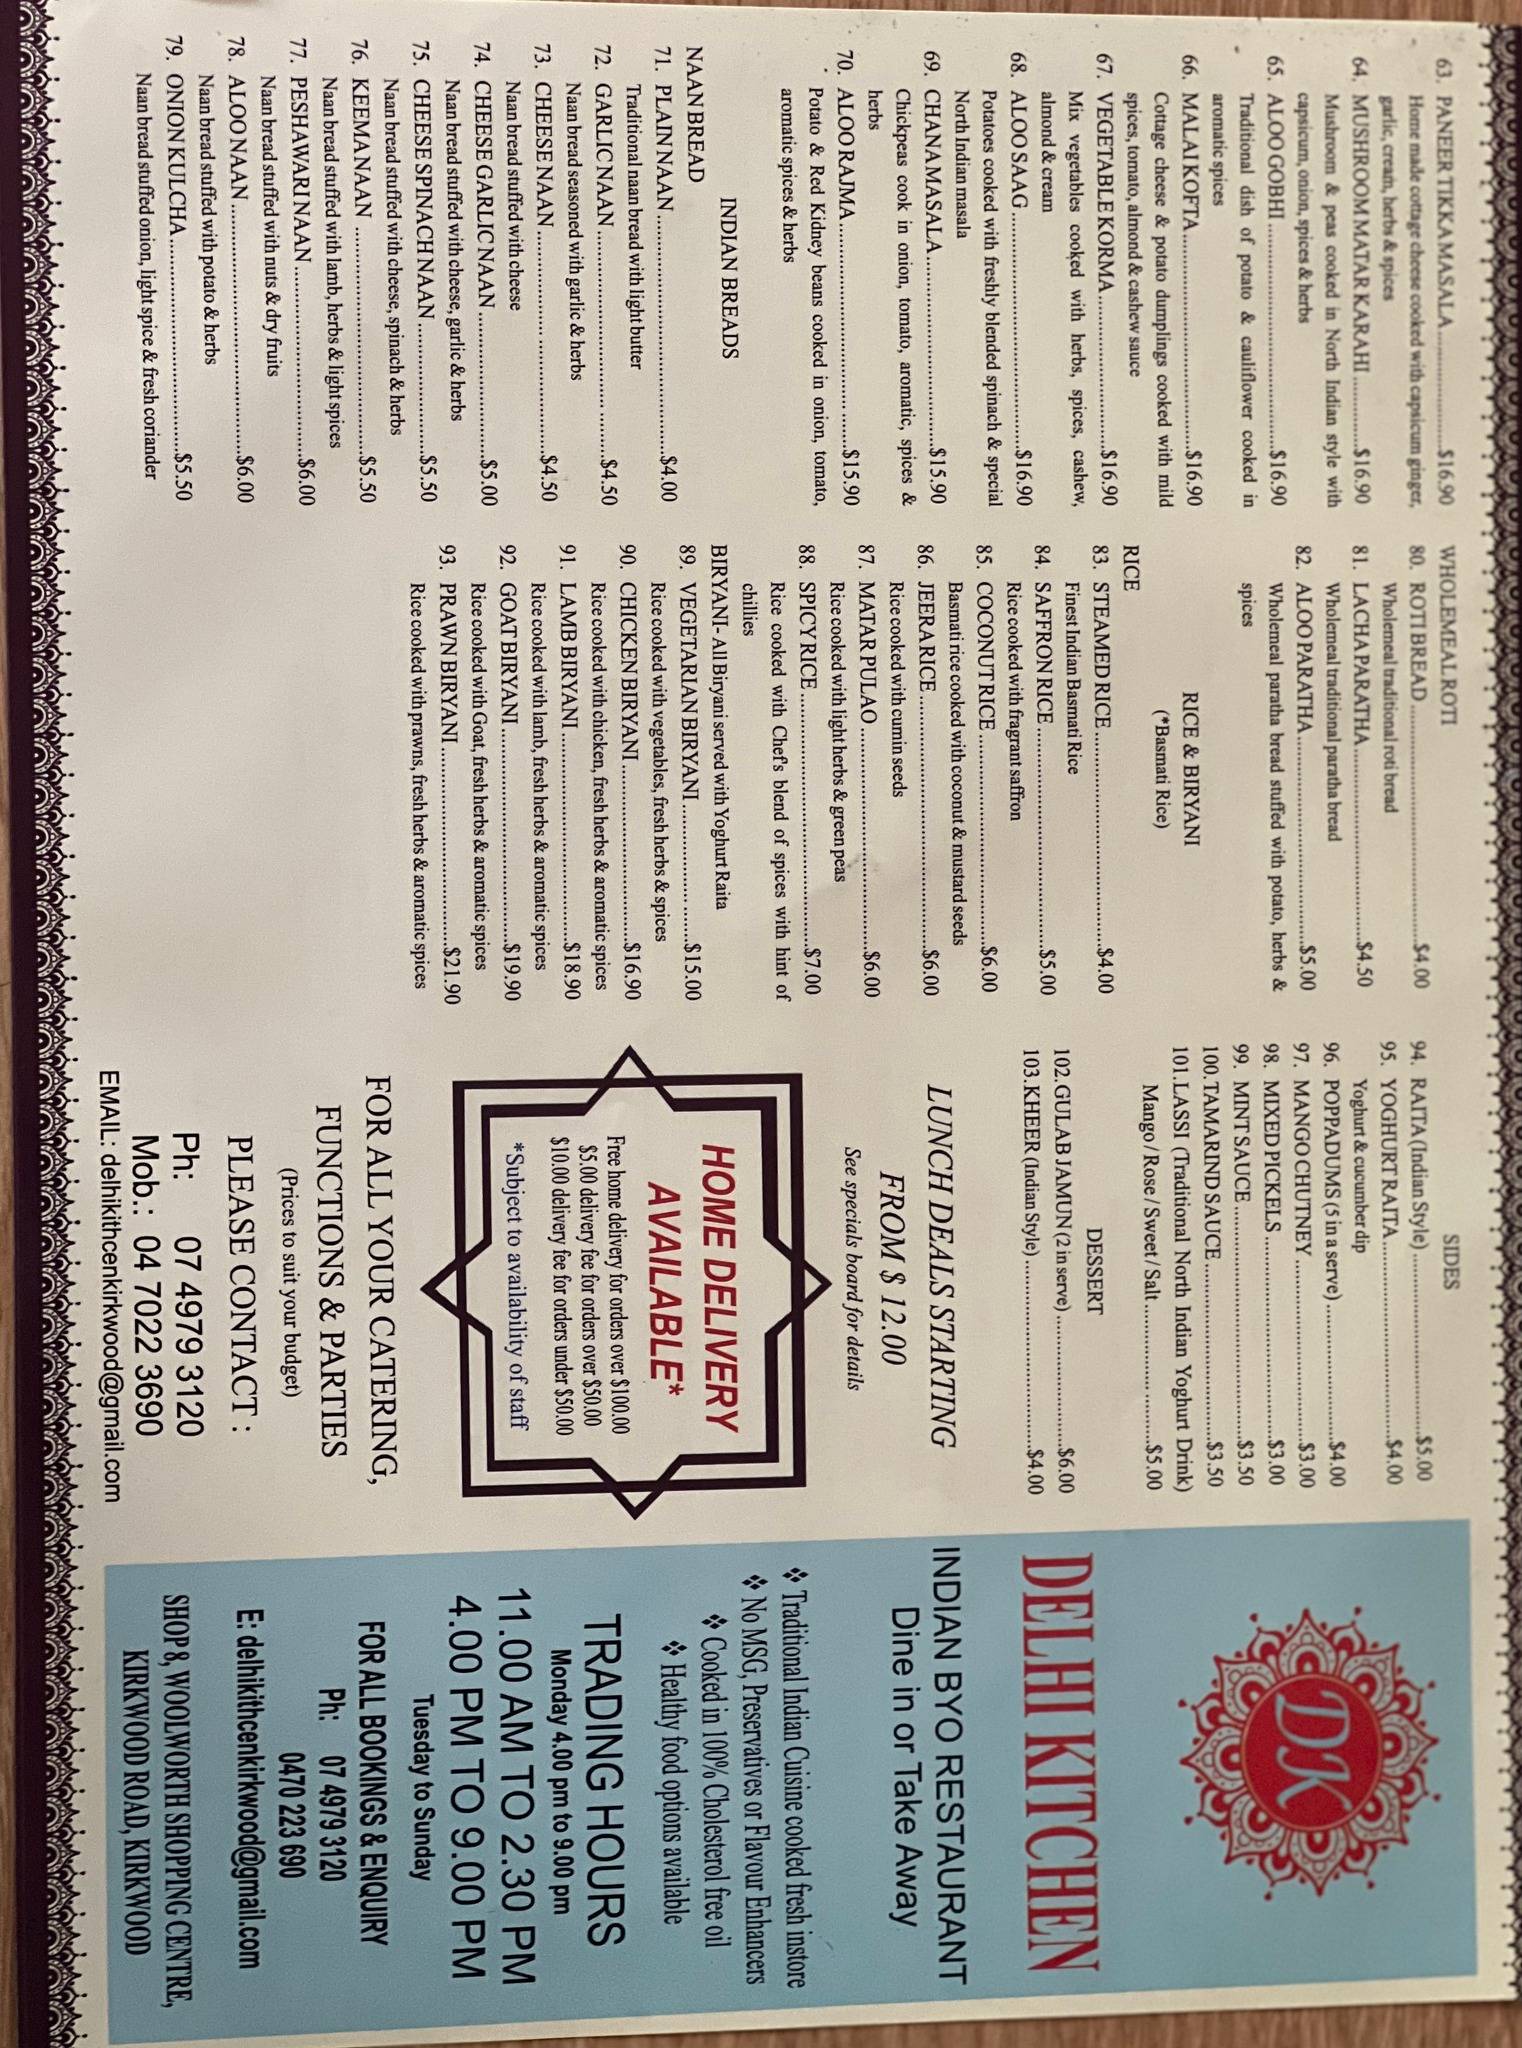 63. PANEER TIKKA MASALA ..................$16.90
Home made cottage cheese cooked with capsicum ginger,
garlic, cream, herbs & spices
64. MUSHROOM MATAR KARAHI ............$16.90
Mushroom & peas cooked in North Indian style with
capsicum, onion, spices & herbs
65. ALOO GOBHI ......................................$16.90
Traditional dish of potato & cauliflower cooked in
aromatic spices
66. MALAI KOFTA....................................$16.90
Cottage cheese & potato dumplings cooked with mild
spices, tomato, almond & cashew sauce
67. VEGETABLE KORMA..........................$16.90
Mix vegetables cooked with herbs, spices, cashew,
almond & cream
68. ALOO SAAG ........................................$16.90
Potatoes cooked with freshly blended spinach & special
North Indian masala
69. CHANA MASALA................................$15.90
Chickpeas cook in onion, tomato, aromatic, spices &
herbs
70. ALOO RAJMA......................................$15.90
Potato & Red Kidney beans cooked in onion, tomato,
aromatic spices & herbs
INDIAN BREADS
NAAN BREAD
71. PLAIN NAAN ........................................$4.00
Traditional naan bread with light butter
72. GARLIC NAAN ......................................$4.50
Naan bread seasoned with garlic & herbs
73. CHEESE NAAN......................................$4.50
Naan bread stuffed with cheese
74. CHEESE GARLIC NAAN .......................$5.00
Naan bread stuffed with cheese, garlic & herbs
75. CHEESE SPINACH NAAN.....................$5.50
Naan bread stuffed with cheese, spinach & herbs
76. KEEMA NAAN ......................................$5.50
Naan bread stuffed with lamb, herbs & light spices
77. PESHAWARI NAAN .............................$6.00
Naan bread stuffed with nuts & dry fruits
78. ALOO NAAN..........................................$6.00
Naan bread stuffed with potato & herbs
79. ONION KULCHA...................................$5.50
Naan bread stuffed onion, light spice & fresh coriander
WHOLEMEAL ROTI
80. ROTI BREAD ........................................$4.00
Wholemeal traditional roti bread
81. LACHA PARATHA................................$4.50
Wholemeal traditional paratha bread
82. ALOO PARATHA..................................$5.00
Wholemeal paratha bread stuffed with potato, herbs &
spices
RICE & BIRYANI
(*Basmati Rice)
RICE
83. STEAMED RICE ...................................$4.00
Finest Indian Basmati Rice
84. SAFFRON RICE....................................$5.00
Rice cooked with fragrant saffron
85. COCONUT RICE...................................$6.00
Basmati rice cooked with coconut & mustard seeds
86. JEERA RICE.........................................$6.00
Rice cooked with cumin seeds
87. MATAR PULAO ....................................$6.00
Rice cooked with light herbs & green peas
88. SPICY RICE..........................................$7.00
Rice cooked with Chef's blend of spices with hint of
chillies
BIRYANI- All Biryani served with Yoghurt Raita
89. VEGETARIAN BIRYANI.......................$15.00
Rice cooked with vegetables, fresh herbs & spices
90. CHICKEN BIRYANI.............................$16.90
Rice cooked with chicken, fresh herbs & aromatic spices
91. LAMB BIRYANI...................................$18.90
Rice cooked with lamb, fresh herbs & aromatic spices
92. GOAT BIRYANI...................................$19.90
Rice cooked with Goat, fresh herbs & aromatic spices
93. PRAWN BIRYANI................................$21.90
Rice cooked with prawns, fresh herbs & aromatic spices
SIDES
94. RAITA (Indian Style) ............................$5.00
95. YOGHURT RAITA................................$4.00
Yoghurt & cucumber dip
96. POPPADUMS (5 in a serve) ...................$4.00
97. MANGO CHUTNEY .............................$3.00
98. MIXED PICKELS ................................$3.00
99. MINT SAUCE ......................................$3.50
100. TAMARIND SAUCE ...........................$3.50
101. LASSI (Traditional North Indian Yoghurt Drink)
Mango / Rose / Sweet / Salt.....................$5.00
DESSERT
102. GULAB JAMUN (2 in serve) ................$6.00
103. KHEER (Indian Style) ..........................$4.00
LUNCH DEALS STARTING
FROM $ 12.00
See specials board for details
HOME DELIVERY
AVAILABLE*
Free home delivery for orders over $100.00
$5.00 delivery fee for orders over $50.00
$10.00 delivery fee for orders under $50.00
*Subject to availability of staff
FOR ALL YOUR CATERING,
FUNCTIONS & PARTIES
(Prices to suit your budget)
PLEASE CONTACT :
Ph: 07 4979 3120
Mob.: 04 7022 3690
EMAIL: delhikithcenkirkwood@gmail.com
DK
DELHI KITCHEN
INDIAN BYO RESTAURANT
Dine in or Take Away
❖ Traditional Indian Cuisine cooked fresh instore
❖ No MSG, Preservatives or Flavour Enhancers
❖ Cooked in 100% Cholesterol free oil
❖ Healthy food options available
TRADING HOURS
Monday 4.00 pm to 9.00 pm
11.00 AM TO 2.30 PM
4.00 PM TO 9.00 PM
Tuesday to Sunday
FOR ALL BOOKINGS & ENQUIRY
Ph: 07 4979 3120
0470 223 690
E: delhikithcenkirkwood@gmail.com
SHOP 8, WOOLWORTH SHOPPING CENTRE,
KIRKWOOD ROAD, KIRKWOOD